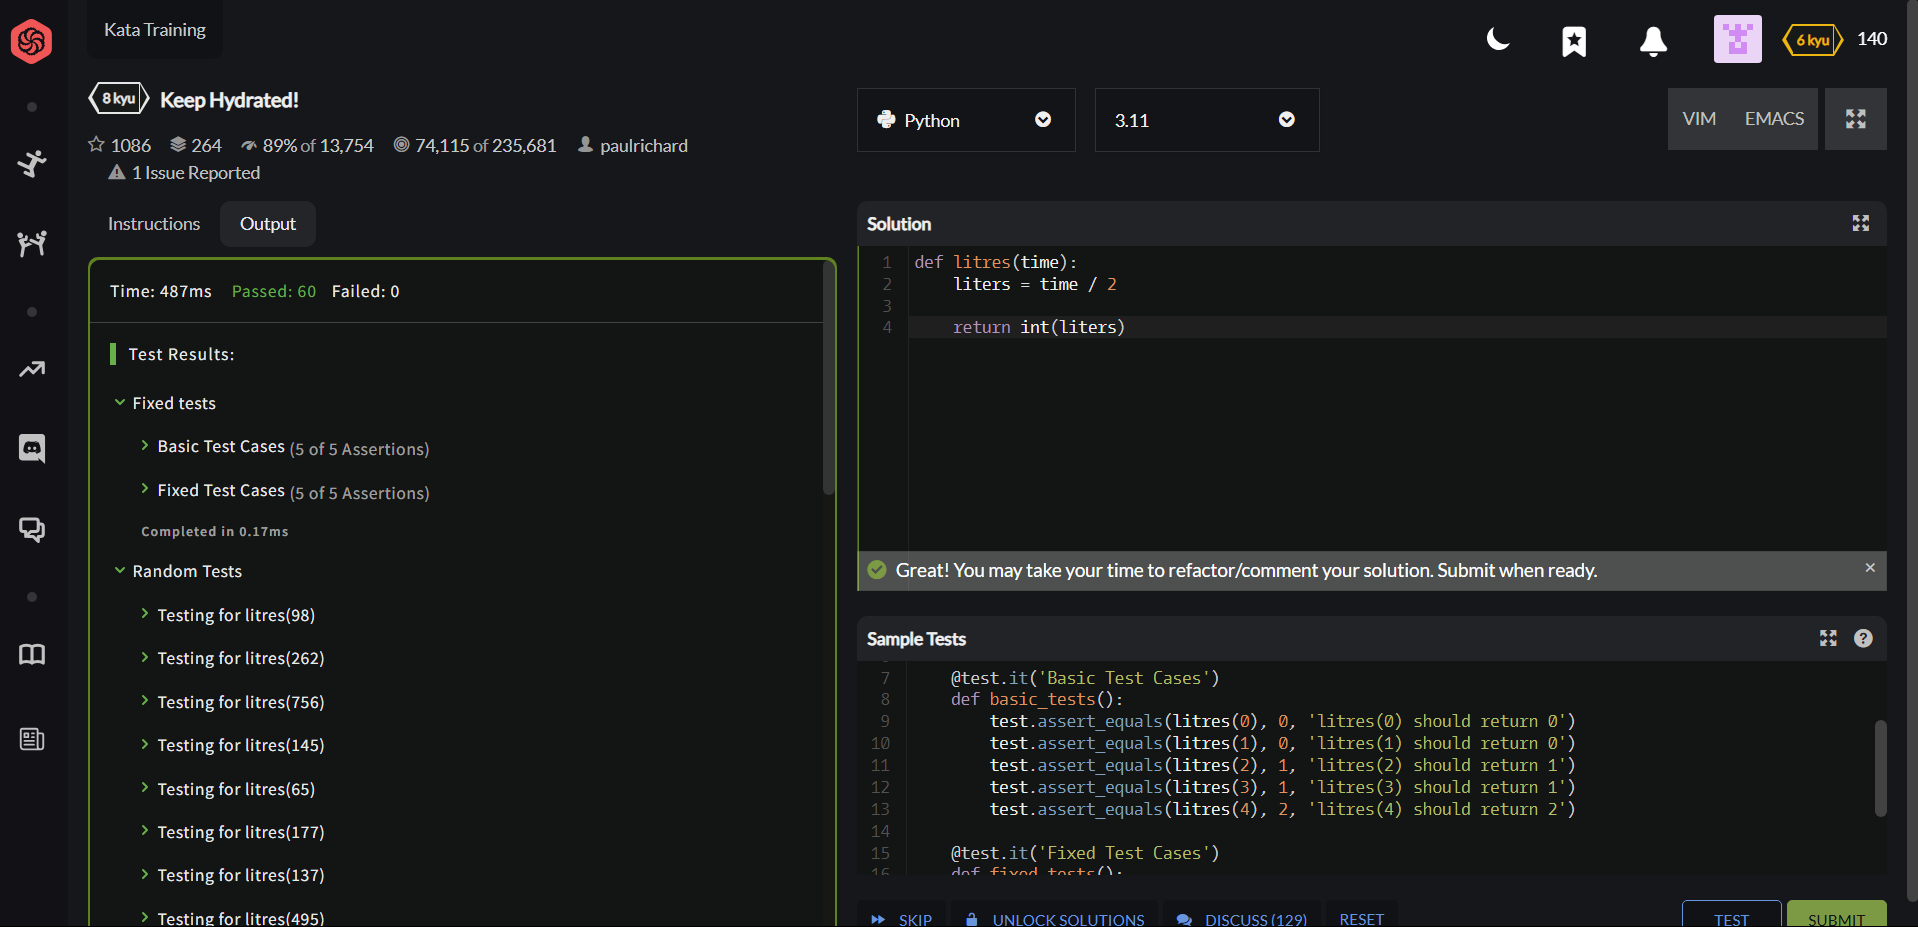 Kata Training
6 kyu
140
8 kyu
Keep Hydrated!
1086 264 89% of 13,754 74,115 of 235,681 paulrichard
1 Issue Reported
Python
3.11
VIM
EMACS
Instructions
Output
Time: 487ms Passed: 60 Failed: 0
Test Results:
Fixed tests
Basic Test Cases (5 of 5 Assertions)
Fixed Test Cases (5 of 5 Assertions)
Completed in 0.17ms
Random Tests
Testing for litres(98)
Testing for litres(262)
Testing for litres(756)
Testing for litres(145)
Testing for litres(65)
Testing for litres(177)
Testing for litres(137)
Testing for litres(495)
Solution
1 def litres(time):
2 liters = time / 2
3
4 return int(liters)
Great! You may take your time to refactor/comment your solution. Submit when ready.
Sample Tests
7 @test.it('Basic Test Cases')
8 def basic_tests():
9 test.assert_equals(litres(0), 0, 'litres(0) should return 0')
10 test.assert_equals(litres(1), 0, 'litres(1) should return 0')
11 test.assert_equals(litres(2), 1, 'litres(2) should return 1')
12 test.assert_equals(litres(3), 1, 'litres(3) should return 1')
13 test.assert_equals(litres(4), 2, 'litres(4) should return 2')
14
15 @test.it('Fixed Test Cases')
16 def fixed_tests():
SKIP
UNLOCK SOLUTIONS
DISCUSS (129)
RESET
TEST
SUBMIT